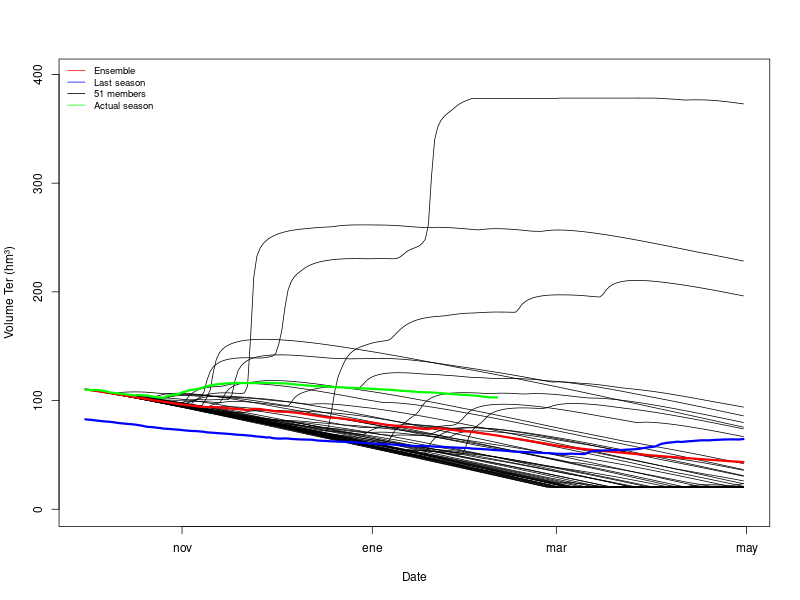 Ensemble
Last season
51 members
Actual season
400
300
200
100
0
Volume Ter (hm³)
nov ene mar may
Date